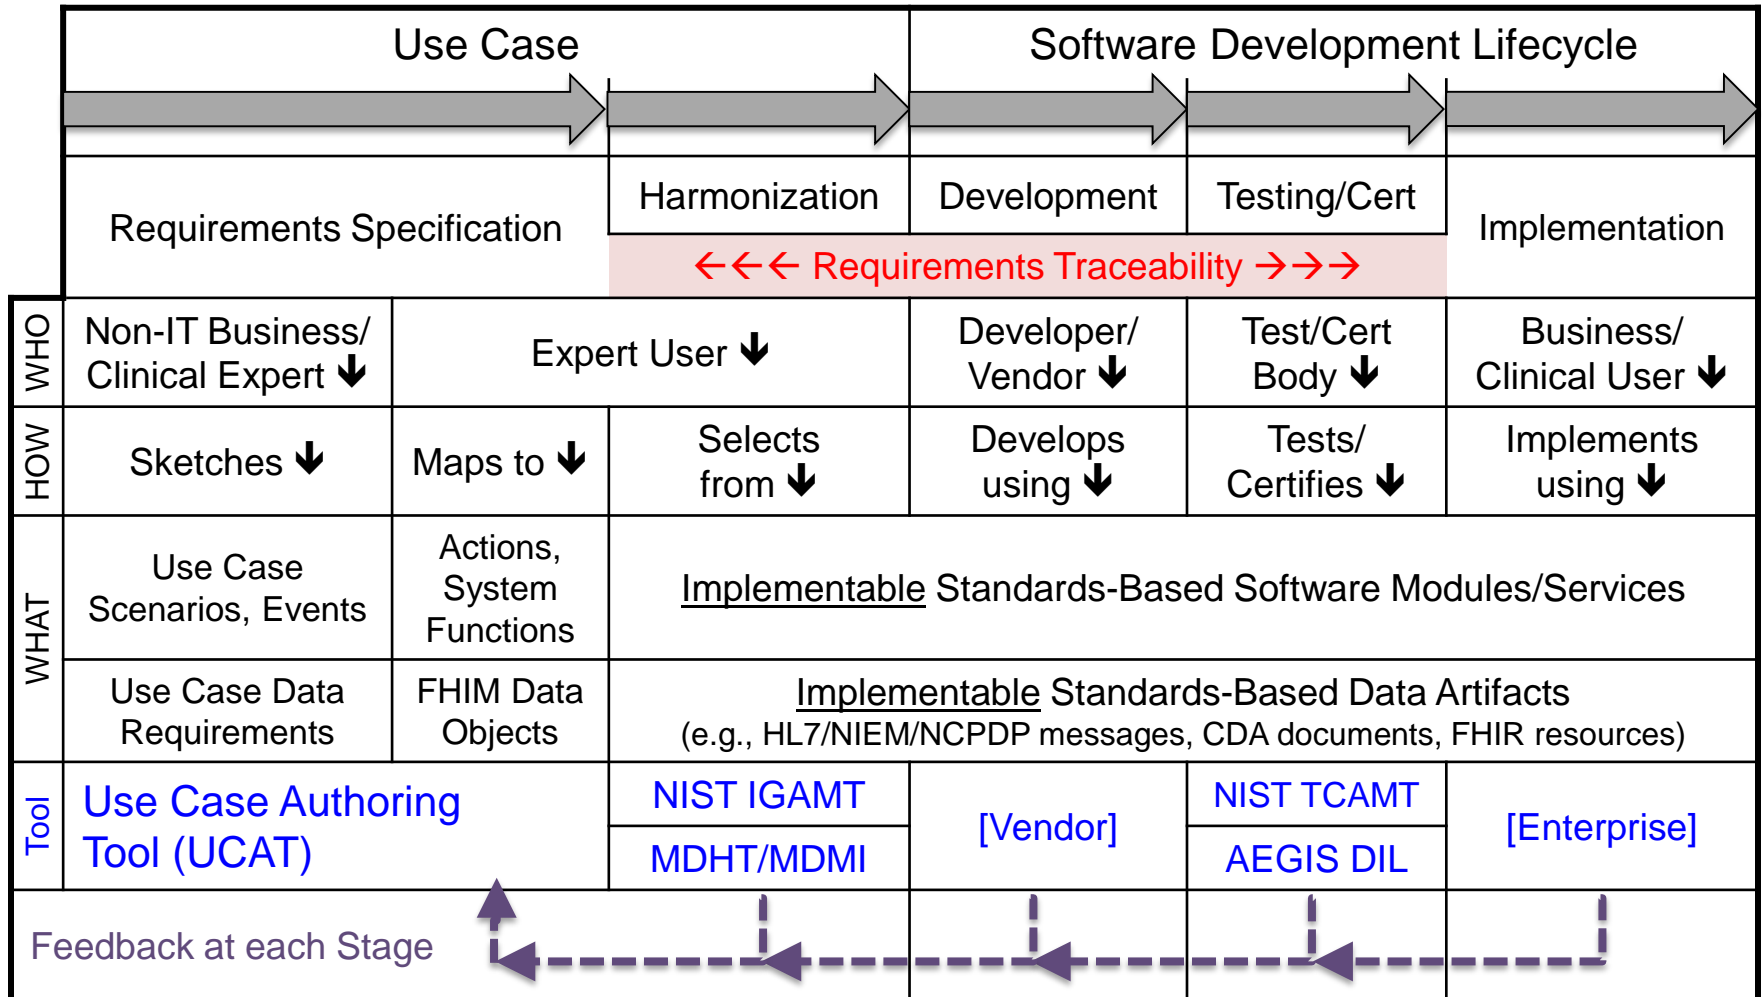 Use Case
Software Development Lifecycle
Requirements Specification
Harmonization
Development
Testing/Cert
Implementation
←←← Requirements Traceability →→→
WHO
Non-IT Business/
Clinical Expert ↓
Expert User ↓
Developer/
Vendor ↓
Test/Cert
Body ↓
Business/
Clinical User ↓
HOW
Sketches ↓
Maps to ↓
Selects
from ↓
Develops
using ↓
Tests/
Certifies ↓
Implements
using ↓
WHAT
Use Case
Scenarios, Events
Actions,
System
Functions
Implementable Standards-Based Software Modules/Services
Use Case Data
Requirements
FHIM Data
Objects
Implementable Standards-Based Data Artifacts
(e.g., HL7/NIEM/NCPDP messages, CDA documents, FHIR resources)
Tool
Use Case Authoring
Tool (UCAT)
NIST IGAMT
MDHT/MDMI
[Vendor]
NIST TCAMT
AEGIS DIL
[Enterprise]
Feedback at each Stage